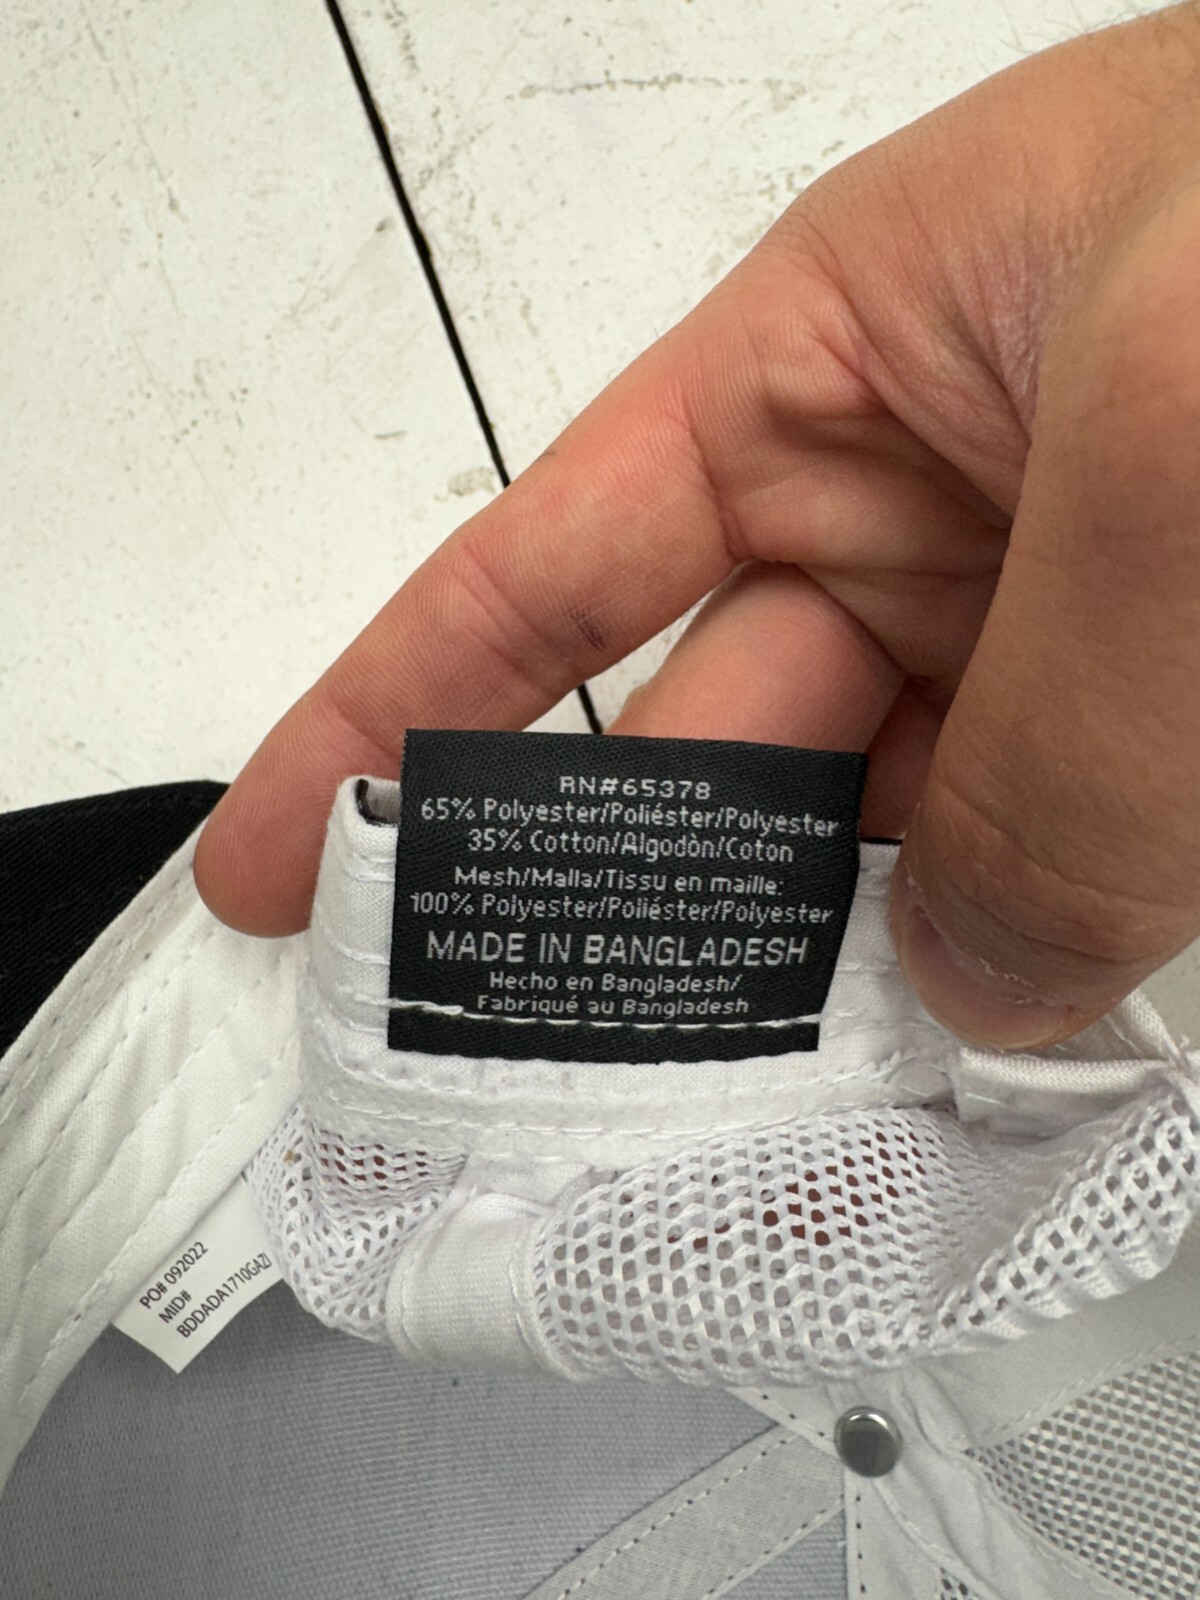 RN#65378
65% Polyester/Poliéster/Polyester
35% Cotton/Algodòn/Coton
Mesh/Malla/Tissu en maille:
100% Polyester/Poliéster/Polyester
MADE IN BANGLADESH
Hecho en Bangladesh/
Fabriqué au Bangladesh
PO# 092022
MID#
BDDADA1710GAZI